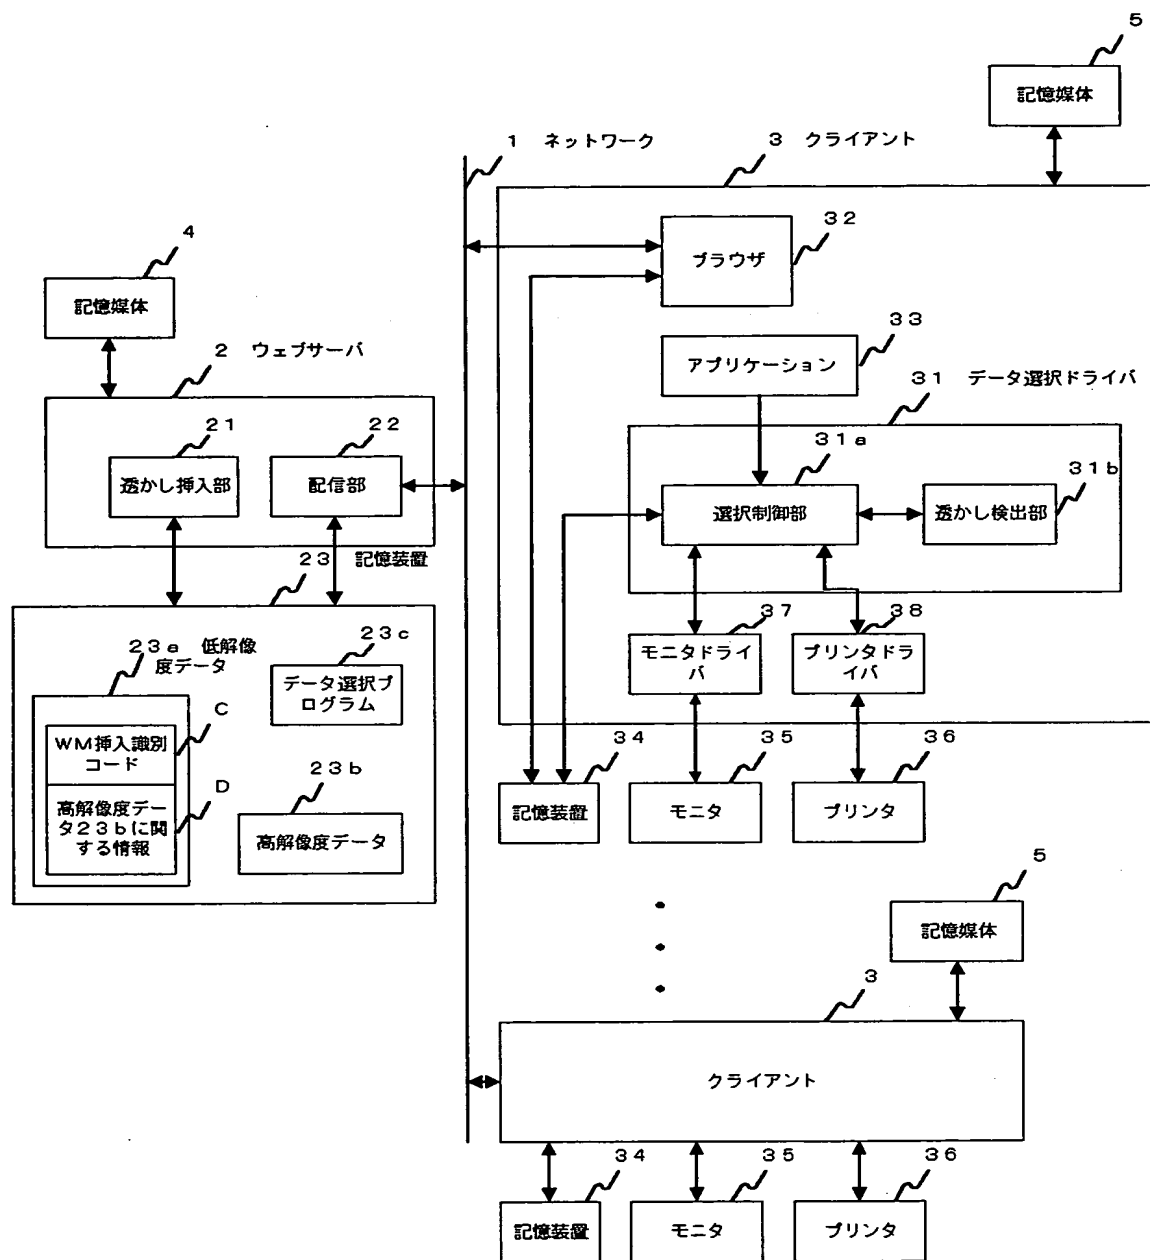 5
記憶媒体
1 ネットワーク
3 クライアント
32
ブラウザ
4
記憶媒体
33
アプリケーション
2 ウェブサーバ
31 データ選択ドライバ
21
22
31a
31b
透かし挿入部
配信部
選択制御部
透かし検出部
23 記憶装置
37
38
23a 低解像
度データ
23c
モニタドライ
バ
プリンタドラ
イバ
データ選択プ
ログラム
C
WM挿入識別
コード
34
35
36
D
23b
高解像度デー
タ23bに関
する情報
高解像度データ
記憶装置
モニタ
プリンタ
5
記憶媒体
3
クライアント
34
35
36
記憶装置
モニタ
プリンタ